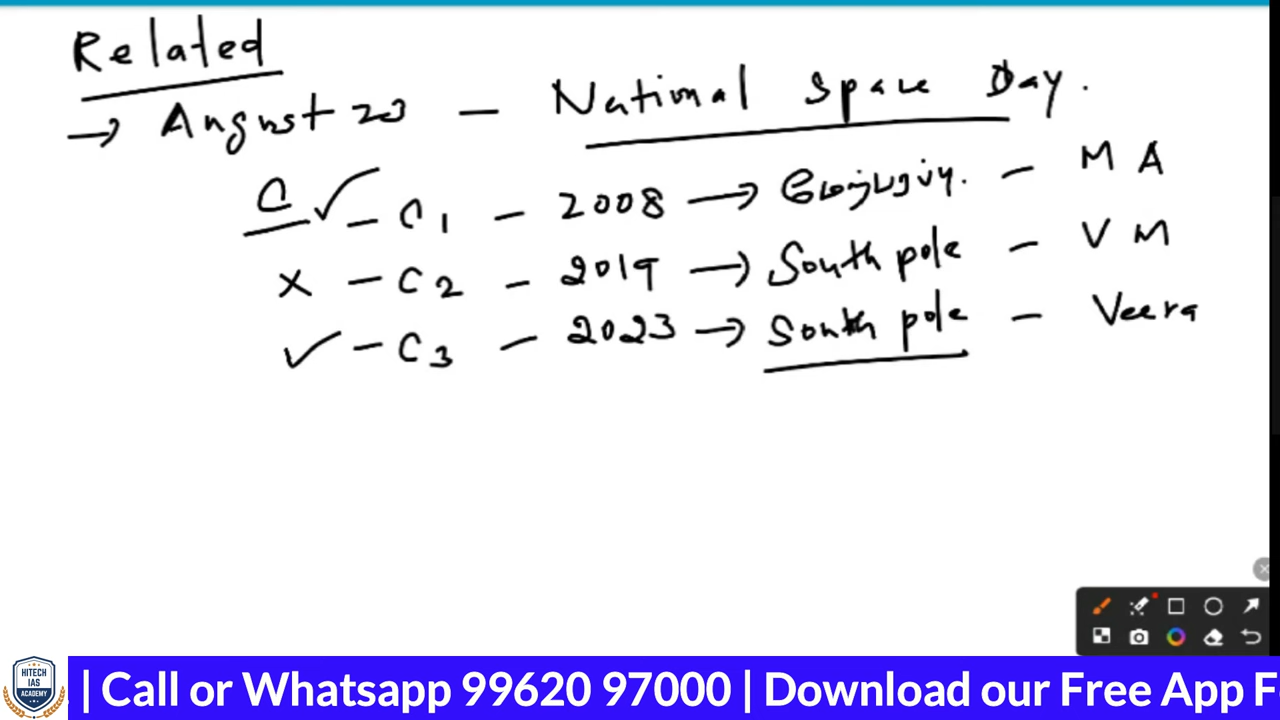 Related
→ August 23 – National Space Day.
C ✓ – C1 – 2008 → – M A
× – C2 – 2019 → South pole – V M
✓ – C3 – 2023 → South pole – Veera
HITECH
IAS
ACADEMY
| Call or Whatsapp 99620 97000 | Download our Free App F